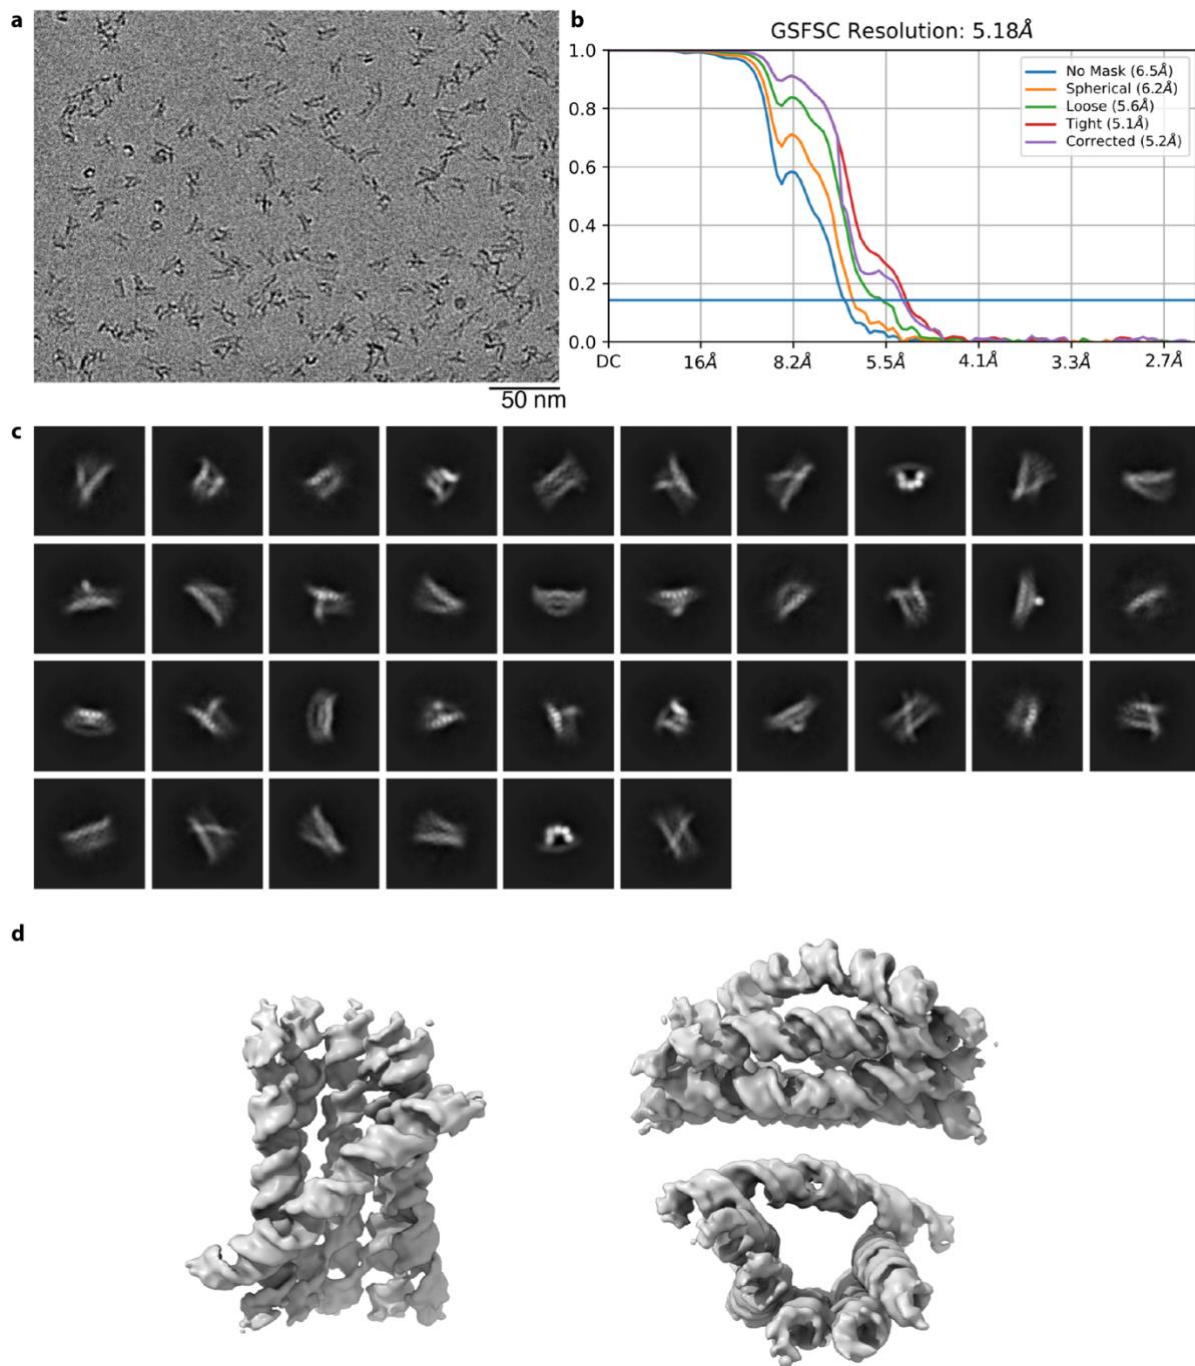 a
50 nm
b
GSFSC Resolution: 5.18Å
1.0
0.8
0.6
0.4
0.2
0.0
DC
16Å
8.2Å
5.55Å
4.1Å
3.3Å
2.7Å
No Mask (6.5Å)
Spherical (6.2Å)
Loose (5.6Å)
Tight (5.1Å)
Corrected (5.2Å)
c
d